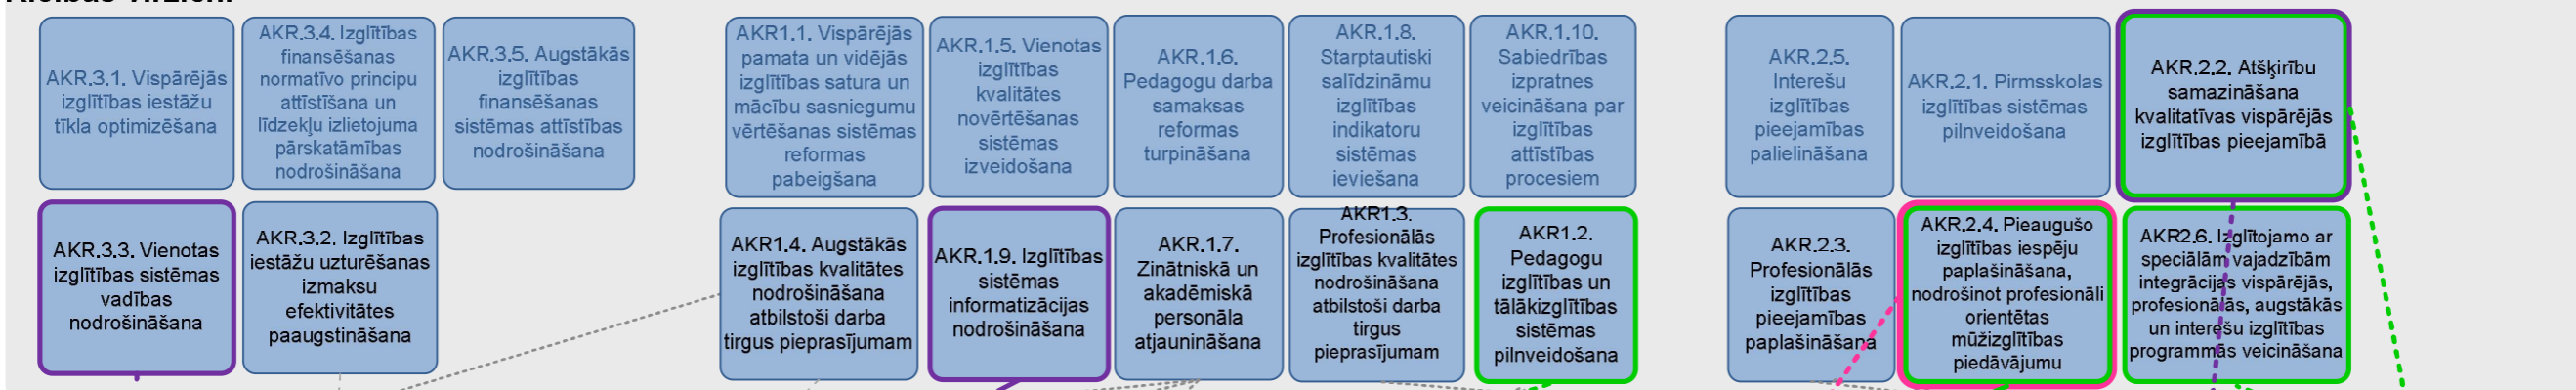 AKR.3.1. Vispārējās
izglītības iestāžu
tīkla optimizēšana
AKR.3.4. Izglītības
finansēšanas
normatīvo principu
attīstīšana un
līdzekļu izlietojuma
pārskatāmības
nodrošināšana
AKR.3.5. Augstākās
izglītības
finansēšanas
sistēmas attīstības
nodrošināšana
AKR1.1. Vispārējās
pamata un vidējās
izglītības satura un
mācību sasniegumu
vērtēšanas sistēmas
reformas
pabeigšana
AKR.1.5. Vienotas
izglītības
kvalitātes
novērtēšanas
sistēmas
izveidošana
AKR.1.6.
Pedagogu darba
samaksas
reformas
turpināšana
AKR.1.8.
Starptautiski
salīdzināmu
izglītības
indikatoru
sistēmas
ieviešana
AKR.1.10.
Sabiedrības
izpratnes
veicināšana par
izglītības
attīstības
procesiem
AKR.2.5.
Interešu
izglītības
pieejamības
palielināšana
AKR.2.1. Pirmsskolas
izglītības sistēmas
pilnveidošana
AKR.2.2. Atšķirību
samazināšana
kvalitatīvas vispārējās
izglītības pieejamībā
AKR.3.3. Vienotas
izglītības sistēmas
vadības
nodrošināšana
AKR.3.2. Izglītības
iestāžu uzturēšanas
izmaksu
efektivitātes
paaugstināšana
AKR1.4. Augstākās
izglītības kvalitātes
nodrošināšana
atbilstoši darba
tirgus pieprasījumam
AKR.1.9. Izglītības
sistēmas
informatizācijas
nodrošināšana
AKR.1.7.
Zinātniskā un
akadēmiskā
personāla
atjaunināšana
AKR1.3.
Profesionālās
izglītības kvalitātes
nodrošināšana
atbilstoši darba
tirgus
pieprasījumam
AKR1.2.
Pedagogu
izglītības un
tālākizglītības
sistēmas
pilnveidošana
AKR.2.3.
Profesionālās
izglītības
pieejamības
paplašināšana
AKR.2.4. Pieaugušo
izglītības iespēju
paplašināšana,
nodrošinot profesionāli
orientētas
mūžizglītības
piedāvājumu
AKR2.6. Izglītojamo ar
speciālām vajadzībām
integrācijas vispārējās,
profesionālās, augstākās
un interešu izglītības
programmās veicināšana